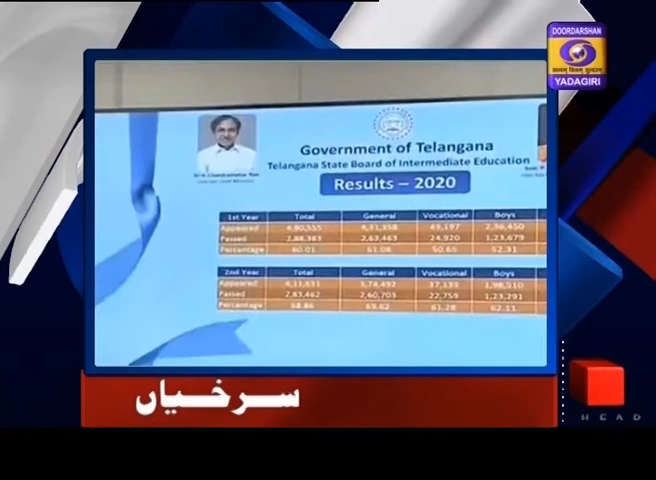 DOORDARSHAN
सत्यम् शिवम् सुन्दरम्
YADAGIRI
Government of Telangana
Telangana State Board of Intermediate Education
Results – 2020
1st Year Total General Vocational Boys
Appeared 4,80,555 4,31,358 49,197 2,36,450
Passed 2,88,383 2,63,463 24,920 1,23,679
Percentage 60.01 61.08 50.65 52.31
2nd Year Total General Vocational Boys
Appeared 4,11,631 3,74,492 37,139 1,98,510
Passed 2,83,462 2,60,703 22,759 1,23,291
Percentage 68.86 69.62 61.28 62.11
سرخیاں
HEAD